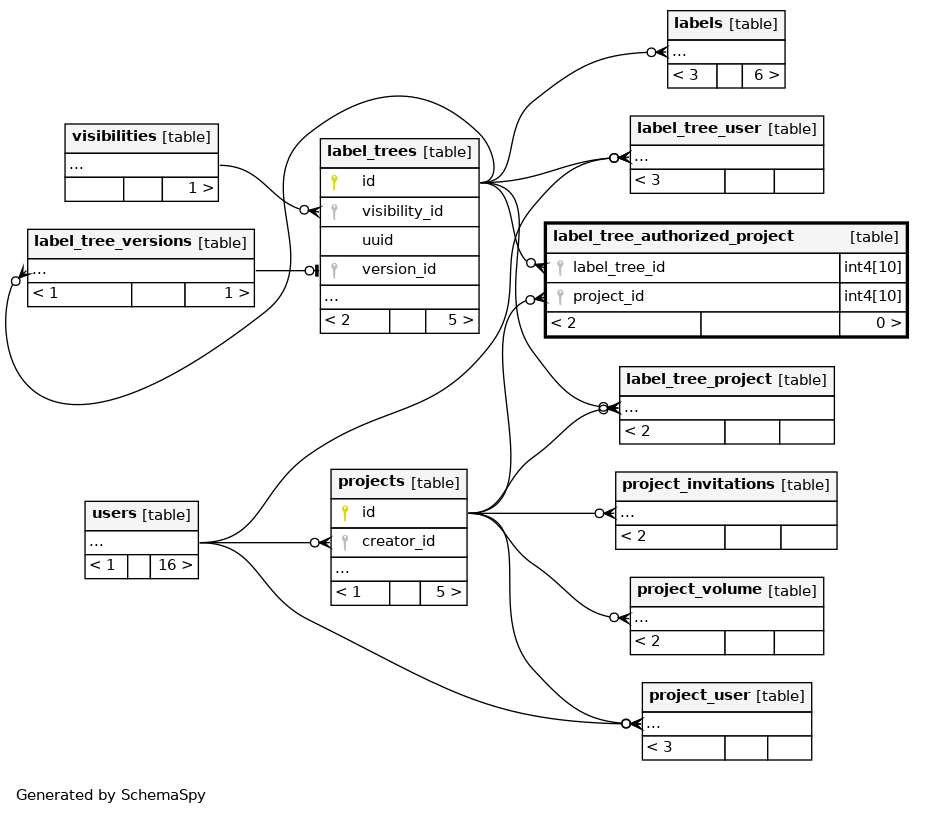 labels [table]
...
< 3 6 >
visibilities [table]
...
1 >
label_tree_versions [table]
...
< 1 1 >
label_trees [table]
id
visibility_id
uuid
version_id
...
< 2 5 >
label_tree_user [table]
...
< 3
label_tree_authorized_project [table]
label_tree_id int4[10]
project_id int4[10]
< 2 0 >
label_tree_project [table]
...
< 2
users [table]
...
< 1 16 >
projects [table]
id
creator_id
...
< 1 5 >
project_invitations [table]
...
< 2
project_volume [table]
...
< 2
project_user [table]
...
< 3
Generated by SchemaSpy